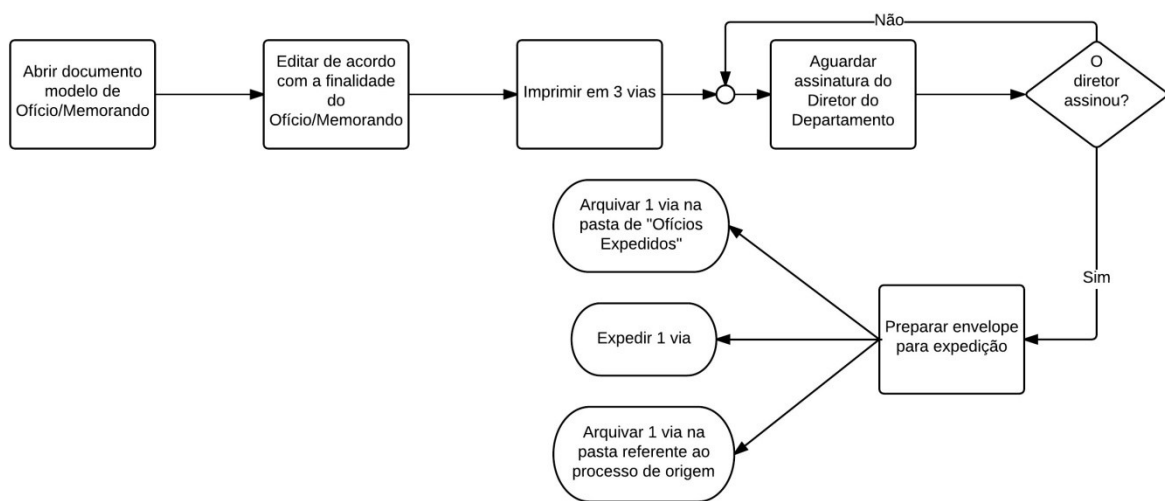 Não
Abrir documento
modelo de
Ofício/Memorando
Editar de acordo
com a finalidade
do
Ofício/Memorando
Imprimir em 3 vias
Aguardar
assinatura do
Diretor do
Departamento
O
diretor
assinou?
Sim
Arquivar 1 via na
pasta de "Ofícios
Expedidos"
Expedir 1 via
Preparar envelope
para expedição
Arquivar 1 via na
pasta referente ao
processo de origem